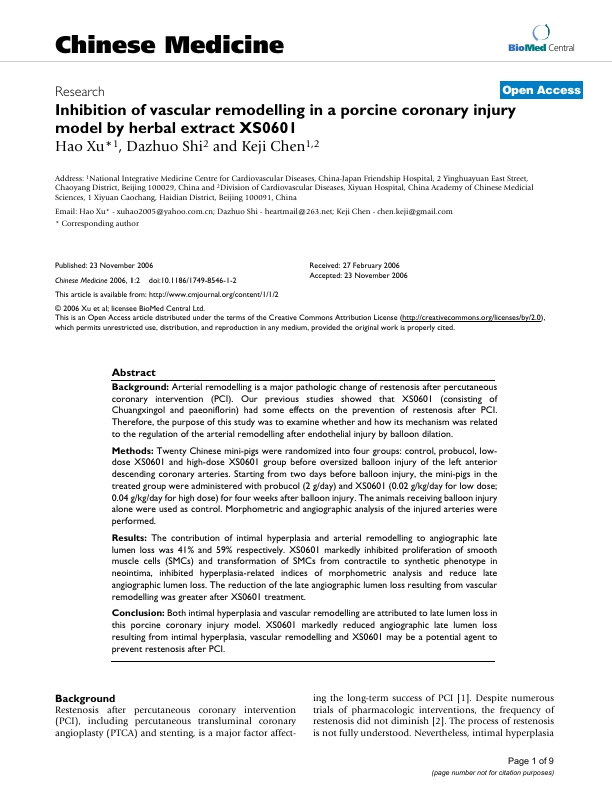 Chinese Medicine
BioMed Central
Research
Open Access
Inhibition of vascular remodelling in a porcine coronary injury
model by herbal extract XS0601
Hao Xu*1, Dazhuo Shi2 and Keji Chen1,2
Address: 1National Integrative Medicine Centre for Cardiovascular Diseases, China-Japan Friendship Hospital, 2 Yinghuayuan East Street,
Chaoyang District, Beijing 100029, China and 2Division of Cardiovascular Diseases, Xiyuan Hospital, China Academy of Chinese Medicial
Sciences, 1 Xiyuan Caochang, Haidian District, Beijing 100091, China
Email: Hao Xu* - xuhao2005@yahoo.com.cn; Dazhuo Shi - heartmail@263.net; Keji Chen - chen.keji@gmail.com
* Corresponding author
Published: 23 November 2006
Chinese Medicine 2006, 1:2 doi:10.1186/1749-8546-1-2
Received: 27 February 2006
Accepted: 23 November 2006
This article is available from: http://www.cmjournal.org/content/1/1/2
© 2006 Xu et al; licensee BioMed Central Ltd.
This is an Open Access article distributed under the terms of the Creative Commons Attribution License (http://creativecommons.org/licenses/by/2.0),
which permits unrestricted use, distribution, and reproduction in any medium, provided the original work is properly cited.
Abstract
Background: Arterial remodelling is a major pathologic change of restenosis after percutaneous
coronary intervention (PCI). Our previous studies showed that XS0601 (consisting of
Chuangxingol and paeoniflorin) had some effects on the prevention of restenosis after PCI.
Therefore, the purpose of this study was to examine whether and how its mechanism was related
to the regulation of the arterial remodelling after endothelial injury by balloon dilation.
Methods: Twenty Chinese mini-pigs were randomized into four groups: control, probucol, low-
dose XS0601 and high-dose XS0601 group before oversized balloon injury of the left anterior
descending coronary arteries. Starting from two days before balloon injury, the mini-pigs in the
treated group were administered with probucol (2 g/day) and XS0601 (0.02 g/kg/day for low dose;
0.04 g/kg/day for high dose) for four weeks after balloon injury. The animals receiving balloon injury
alone were used as control. Morphometric and angiographic analysis of the injured arteries were
performed.
Results: The contribution of intimal hyperplasia and arterial remodeling to angiographic late
lumen loss was 41% and 59% respectively. XS0601 markedly inhibited proliferation of smooth
muscle cells (SMCs) and transformation of SMCs from contractile to synthetic phenotype in
neointima, inhibited hyperplasia-related indices of morphometric analysis and reduce late
angiographic lumen loss. The reduction of the late angiographic lumen loss resulting from vascular
remodelling was greater after XS0601 treatment.
Conclusion: Both intimal hyperplasia and vascular remodelling are attributed to late lumen loss in
this porcine coronary injury model. XS0601 markedly reduced angiographic late lumen loss
resulting from intimal hyperplasia, vascular remodelling and XS0601 may be a potential agent to
prevent restenosis after PCI.
Background
Restenosis after percutaneous coronary intervention
(PCI), including percutaneous transluminal coronary
angioplasty (PTCA) and stenting, is a major factor affect-
ing the long-term success of PCI [1]. Despite numerous
trials of pharmacologic interventions, the frequency of
restenosis did not diminish [2]. The process of restenosis
is not fully understood. Nevertheless, intimal hyperplasia
Page 1 of 9
(page number not for citation purposes)